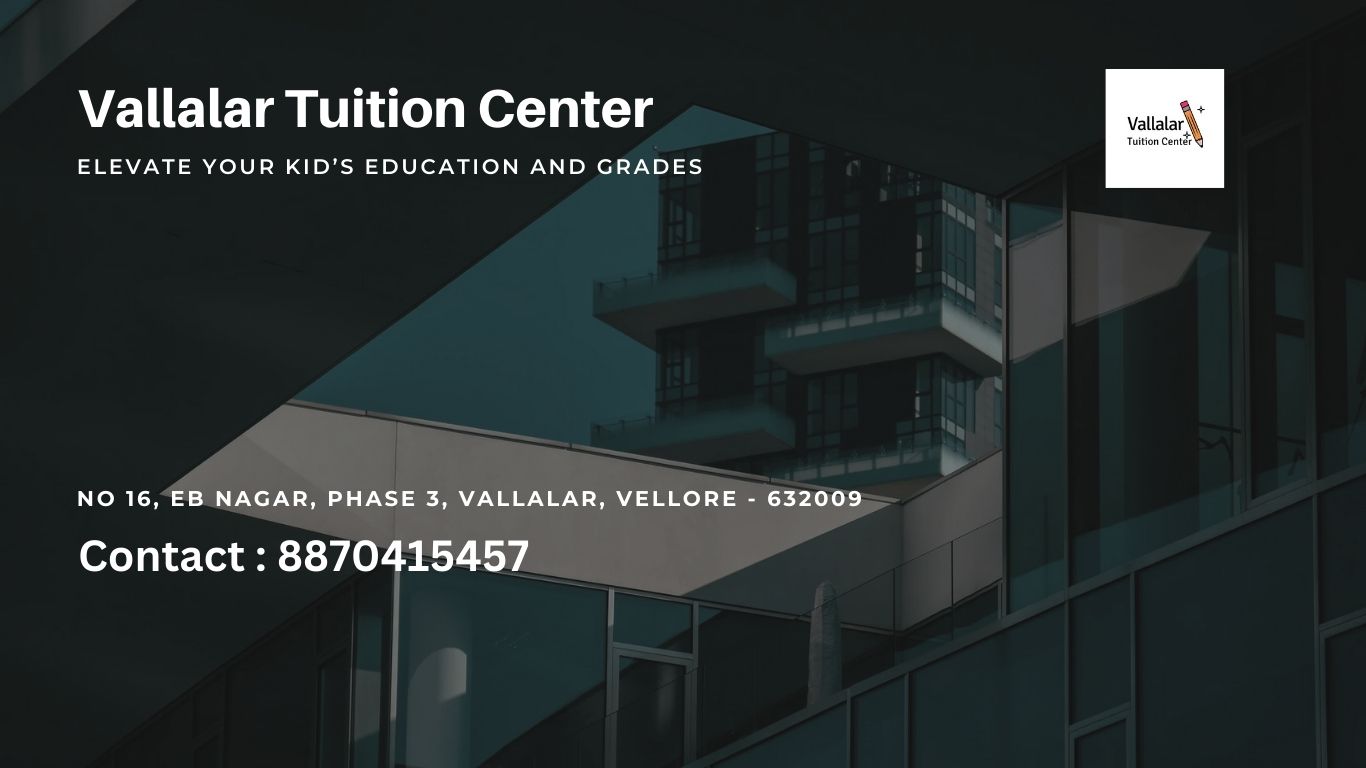 Vallalar Tuition Center
ELEVATE YOUR KID’S EDUCATION AND GRADES
Vallalar
Tuition Center
NO 16, EB NAGAR, PHASE 3, VALLALAR, VELLORE - 632009
Contact : 8870415457